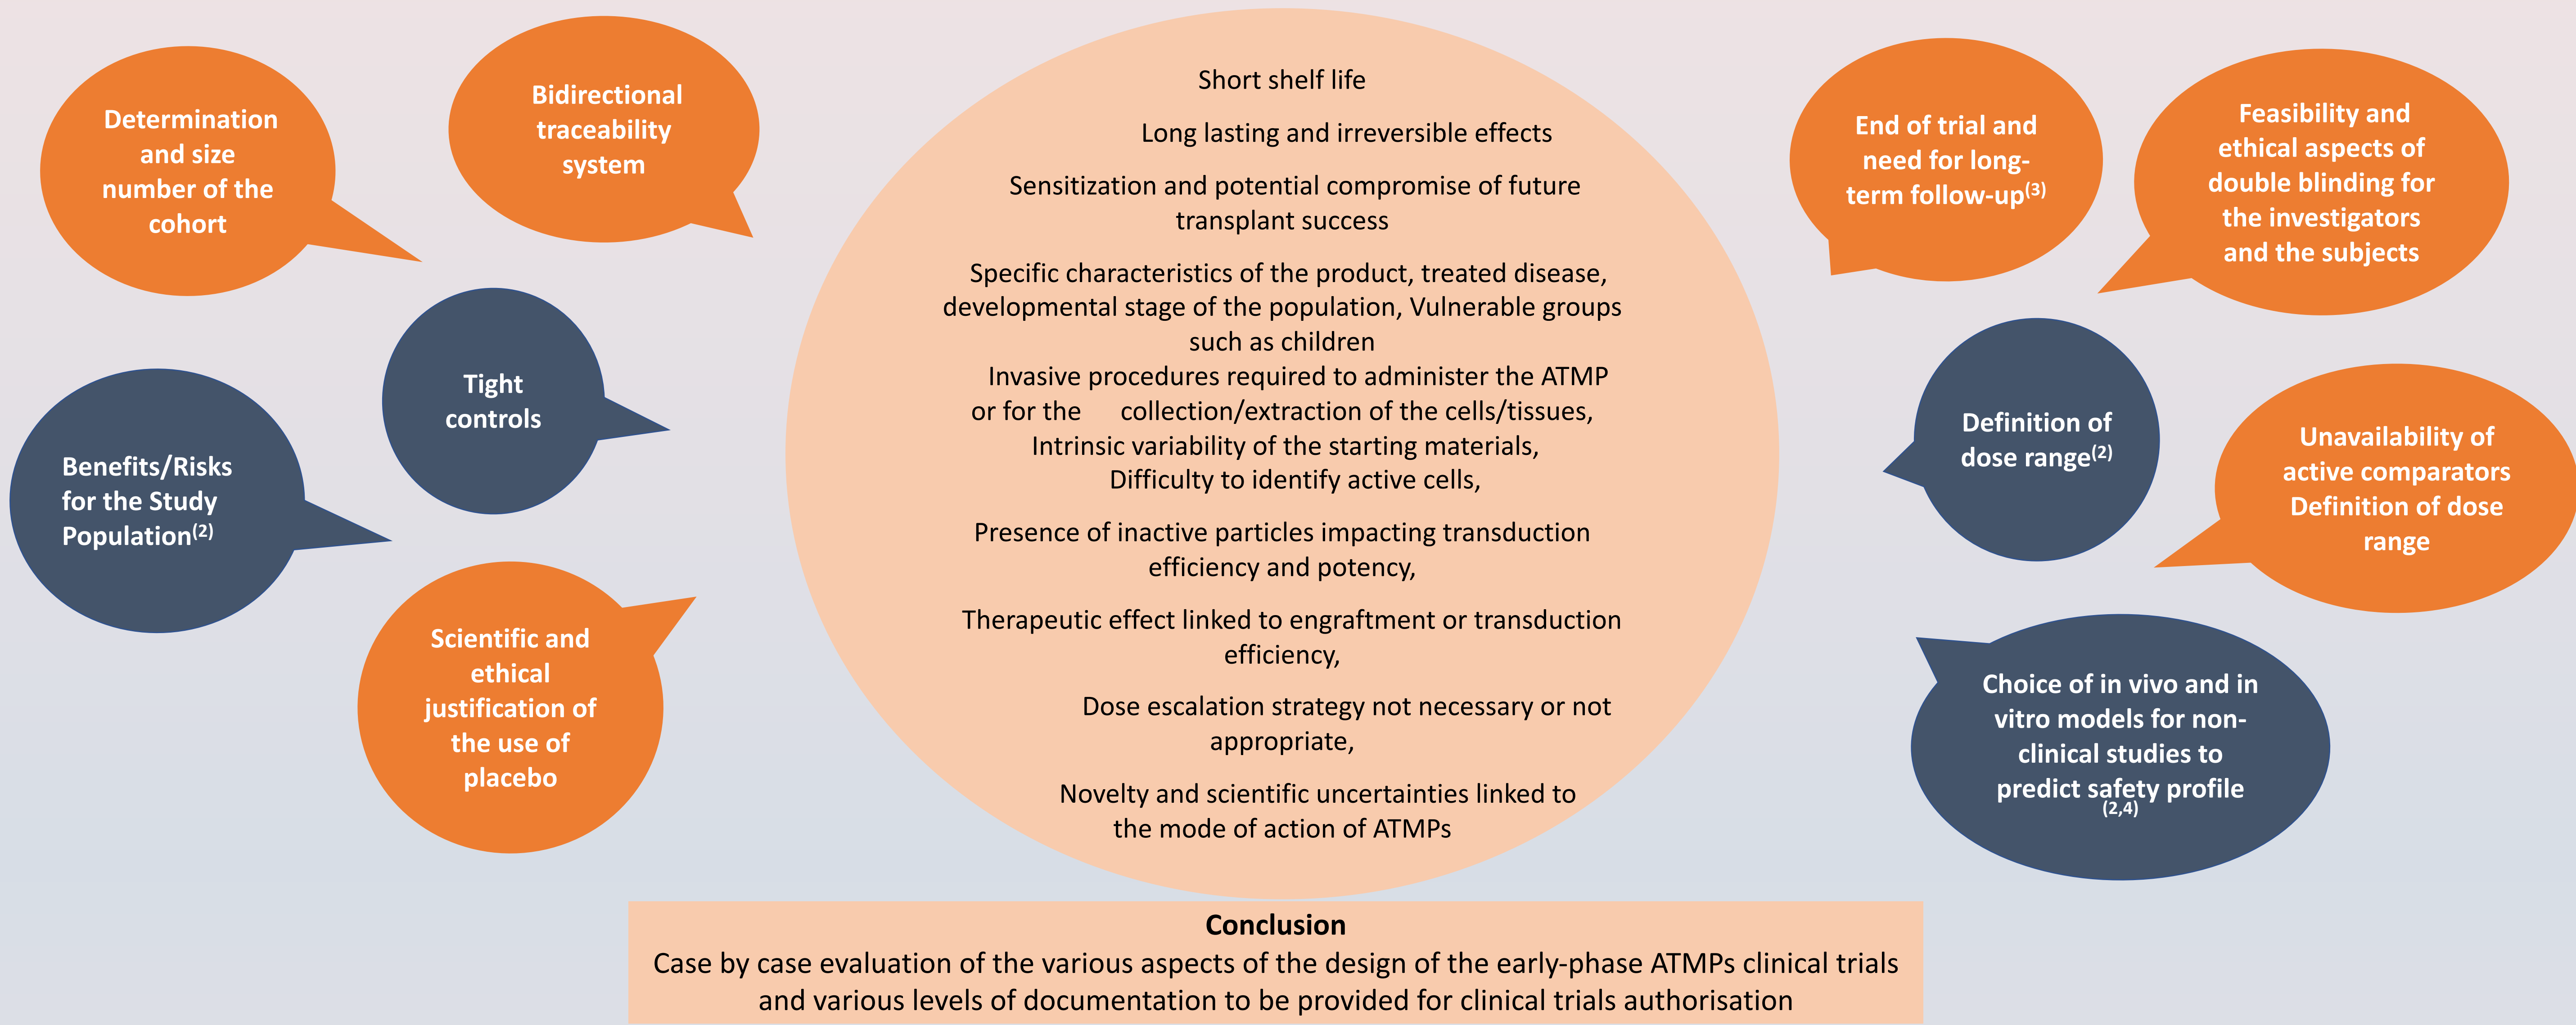 Determination
and size
number of the
cohort
Bidirectional
traceability
system
Tight
controls
Benefits/Risks
for the Study
Population(2)
Scientific and
ethical
justification of
the use of
placebo
Short shelf life
Long lasting and irreversible effects
Sensitization and potential compromise of future
transplant success
Specific characteristics of the product, treated disease,
developmental stage of the population, Vulnerable groups
such as children
Invasive procedures required to administer the ATMP
or for the collection/extraction of the cells/tissues,
Intrinsic variability of the starting materials,
Difficulty to identify active cells,
Presence of inactive particles impacting transduction
efficiency and potency,
Therapeutic effect linked to engraftment or transduction
efficiency,
Dose escalation strategy not necessary or not
appropriate,
Novelty and scientific uncertainties linked to
the mode of action of ATMPs
End of trial and
need for long-
term follow-up(3)
Feasibility and
ethical aspects of
double blinding for
the investigators
and the subjects
Definition of
dose range(2)
Unavailability of
active comparators
Definition of dose
range
Choice of in vivo and in
vitro models for non-
clinical studies to
predict safety profile
(2,4)
Conclusion
Case by case evaluation of the various aspects of the design of the early-phase ATMPs clinical trials
and various levels of documentation to be provided for clinical trials authorisation